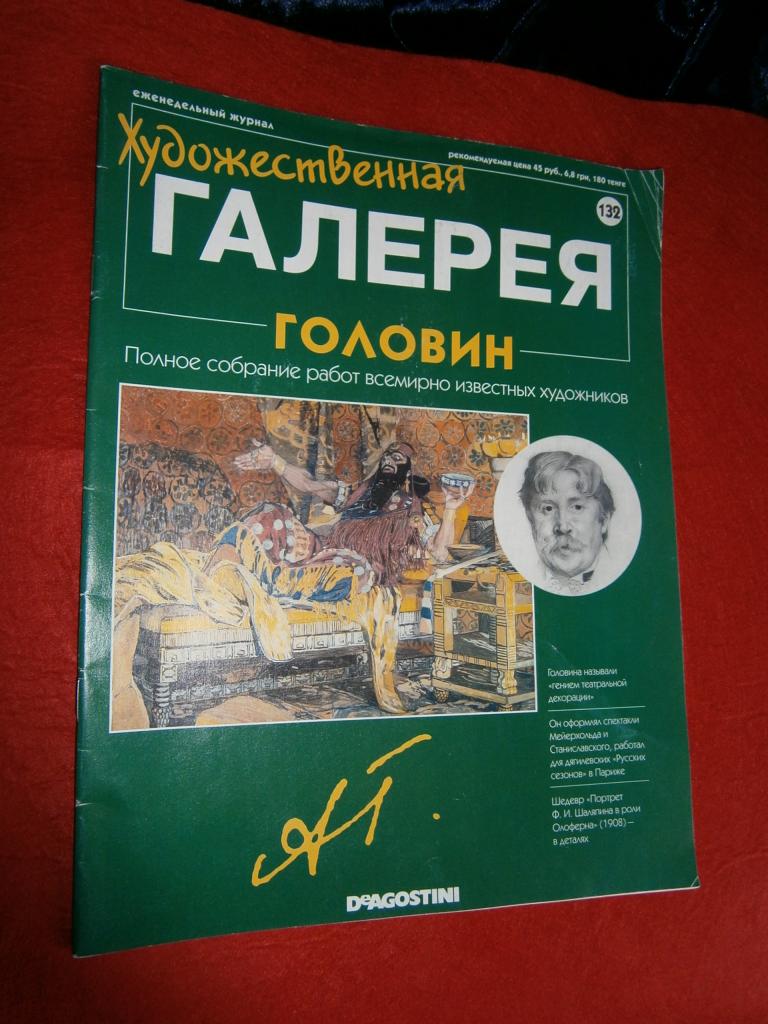 еженедельный журнал
рекомендуемая цена 45 руб., 6,8 грн, 180 тенге
Художественная
132
ГАЛЕРЕЯ
ГОЛОВИН
Полное собрание работ всемирно известных художников
Головина называли
«гением театральной
декорации»
Он оформлял спектакли
Мейерхольда и
Станиславского, работал
для дягилевских «Русских
сезонов» в Париже
Шедевр «Портрет
Ф. И. Шаляпина в роли
Олоферна» (1908) –
в деталях
АГ.
DeAGOSTINI